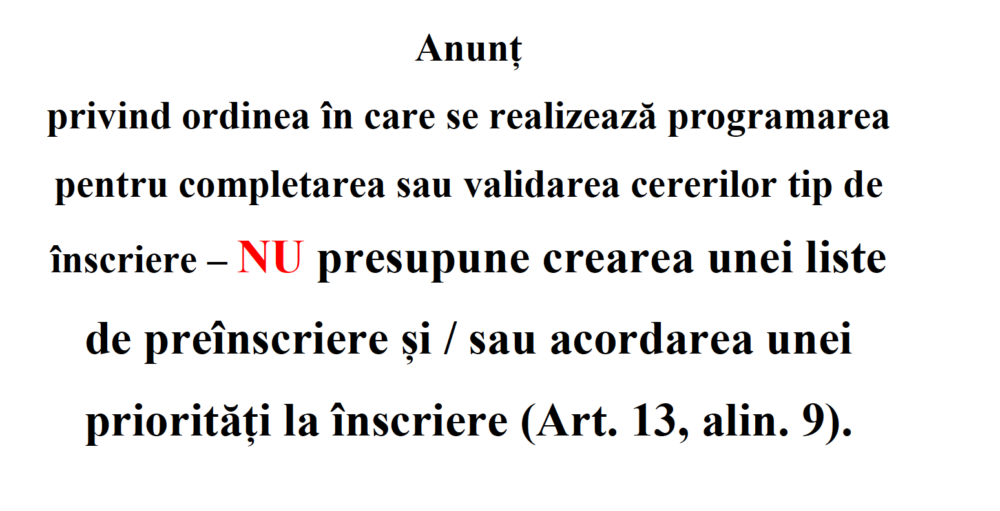 Anunț
privind ordinea în care se realizează programarea
pentru completarea sau validarea cererilor tip de
înscriere – NU presupune crearea unei liste
de preînscriere și / sau acordarea unei
priorități la înscriere (Art. 13, alin. 9).